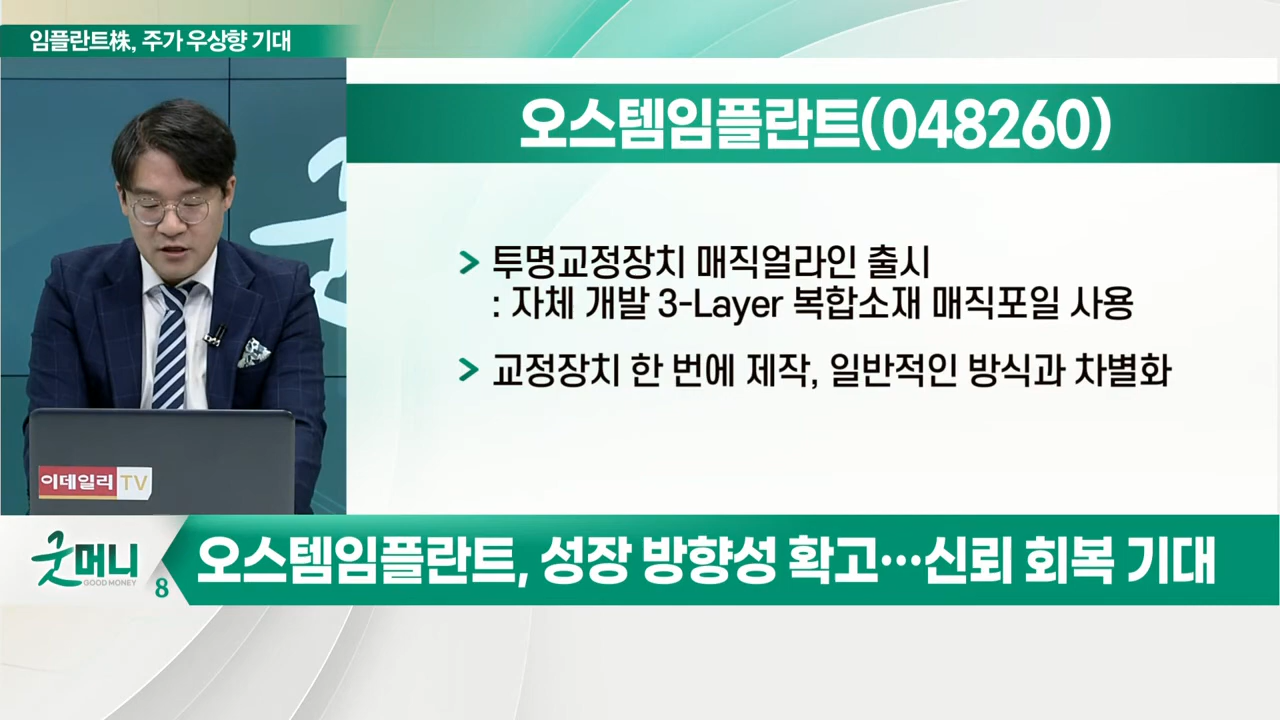 임플란트株, 주가 우상향 기대
오스템임플란트(048260)
> 투명교정장치 매직얼라인 출시
: 자체 개발 3-Layer 복합소재 매직포일 사용
> 교정장치 한 번에 제작, 일반적인 방식과 차별화
이데일리 TV
굿머니
GOOD MONEY
8
오스템임플란트, 성장 방향성 확고…신뢰 회복 기대